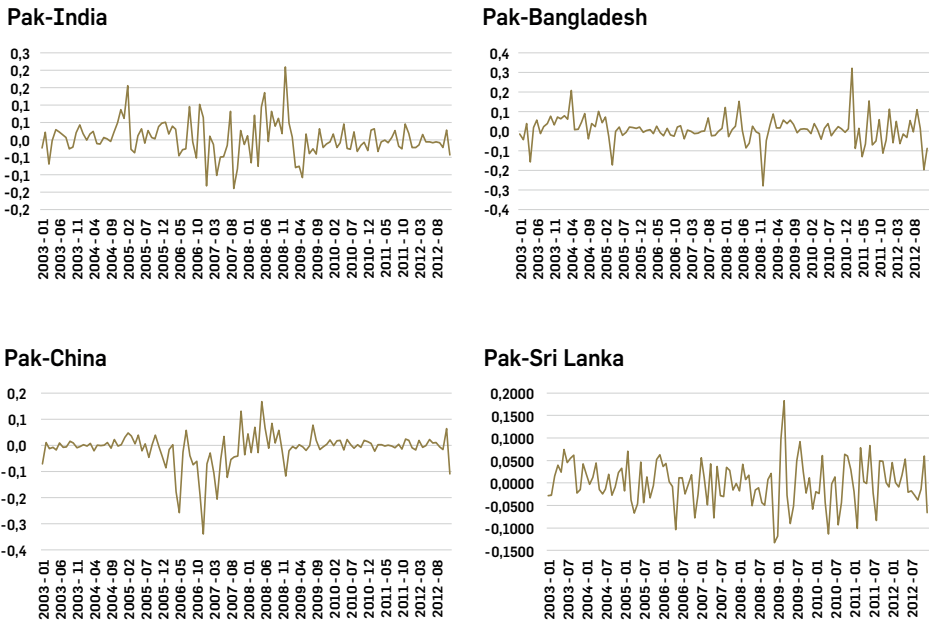 Pak-India
0,3
0,2
0,2
0,1
0,1
0,0
-0,1
-0,1
-0,2
-0,2
2003 - 01
2003 - 06
2003 - 11
2004 - 04
2004 - 09
2005 - 02
2005 - 07
2005 - 12
2006 - 05
2006 - 10
2007 - 03
2007 - 08
2008 - 01
2008 - 06
2008 - 11
2009 - 04
2009 - 09
2010 - 02
2010 - 07
2010 - 12
2011 - 05
2011 - 10
2012 - 03
2012 - 08
Pak-Bangladesh
0,4
0,3
0,2
0,1
0,0
-0,1
-0,2
-0,3
-0,4
2003 - 01
2003 - 06
2003 - 11
2004 - 04
2004 - 09
2005 - 02
2005 - 07
2005 - 12
2006 - 05
2006 - 10
2007 - 03
2007 - 08
2008 - 01
2008 - 06
2008 - 11
2009 - 04
2009 - 09
2010 - 02
2010 - 07
2010 - 12
2011 - 05
2011 - 10
2012 - 03
2012 - 08
Pak-China
0,2
0,1
0,0
-0,1
-0,2
-0,3
-0,4
2003 - 01
2003 - 06
2003 - 11
2004 - 04
2004 - 09
2005 - 02
2005 - 07
2005 - 12
2006 - 05
2006 - 10
2007 - 03
2007 - 08
2008 - 01
2008 - 06
2008 - 11
2009 - 04
2009 - 09
2010 - 02
2010 - 07
2010 - 12
2011 - 05
2011 - 10
2012 - 03
2012 - 08
Pak-Sri Lanka
0,2000
0,1500
0,1000
0,0500
0,0000
-0,0500
-0,1000
-0,1500
2003 - 01
2003 - 07
2004 - 01
2004 - 07
2005 - 01
2005 - 07
2006 - 01
2006 - 07
2007 - 01
2007 - 07
2008 - 01
2008 - 07
2009 - 01
2009 - 07
2010 - 01
2010 - 07
2011 - 01
2011 - 07
2012 - 01
2012 - 07